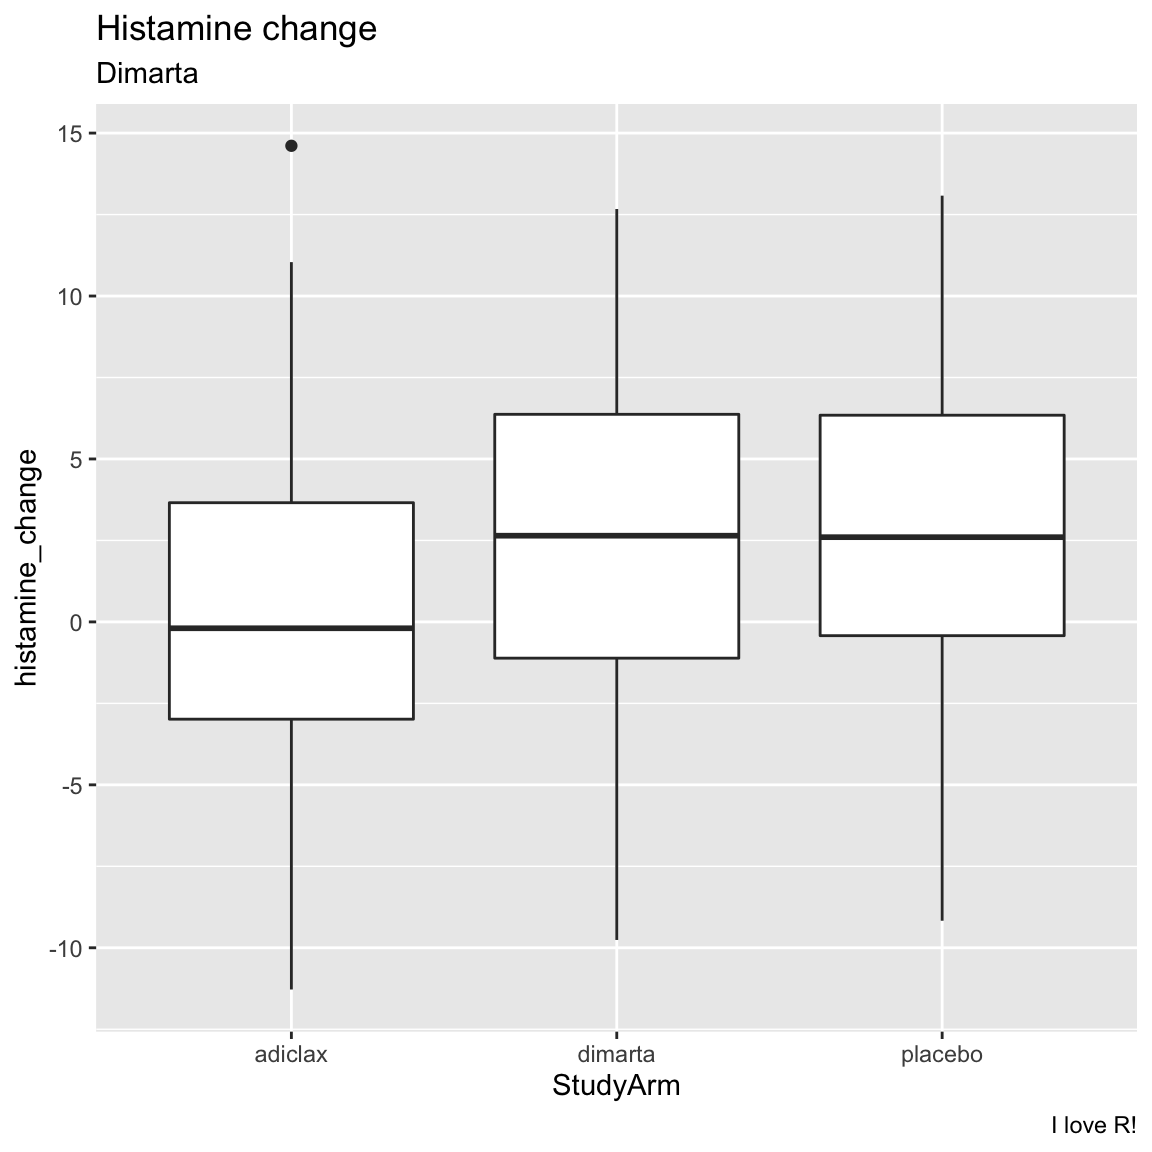 Histamine change
Dimarta
histamine_change
15
10
5
0
-5
-10
adiclax dimarta placebo
StudyArm
I love R!